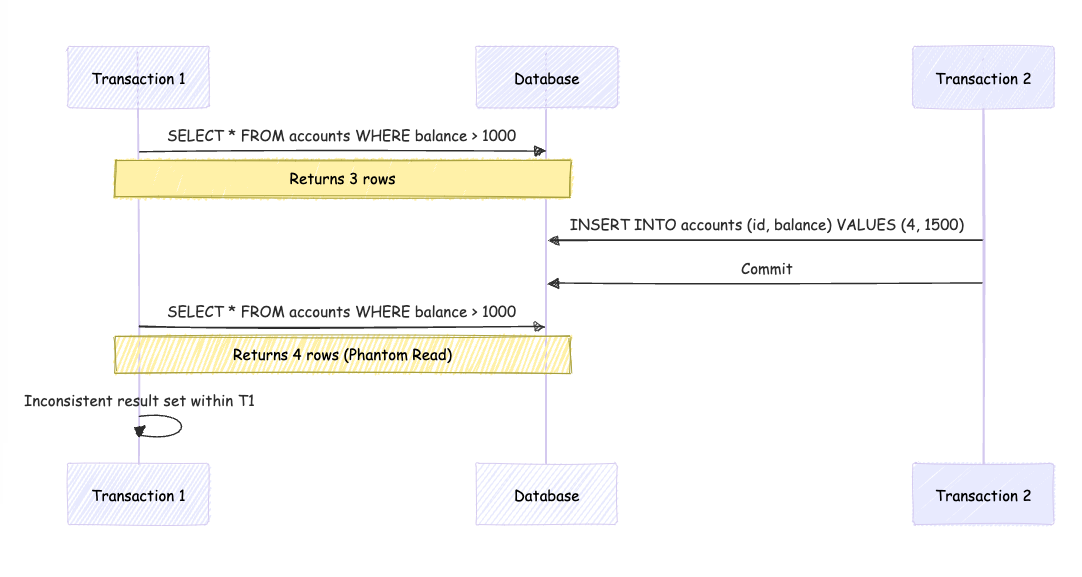 Transaction 1
Database
Transaction 2
SELECT * FROM accounts WHERE balance > 1000
Returns 3 rows
INSERT INTO accounts (id, balance) VALUES (4, 1500)
Commit
SELECT * FROM accounts WHERE balance > 1000
Returns 4 rows (Phantom Read)
Inconsistent result set within T1
Transaction 1
Database
Transaction 2